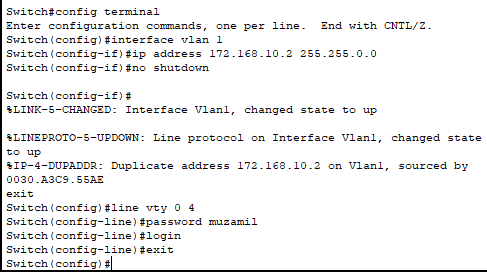 Switch#config terminal
Enter configuration commands, one per line.  End with CNTL/Z.
Switch(config)#interface vlan 1
Switch(config-if)#ip address 172.168.10.2 255.255.0.0
Switch(config-if)#no shutdown

Switch(config-if)#
%LINK-5-CHANGED: Interface Vlan1, changed state to up

%LINEPROTO-5-UPDOWN: Line protocol on Interface Vlan1, changed state
to up
%IP-4-DUPADDR: Duplicate address 172.168.10.2 on Vlan1, sourced by
0030.A3C9.55AE
exit
Switch(config)#line vty 0 4
Switch(config-line)#password muzamil
Switch(config-line)#login
Switch(config-line)#exit
Switch(config)#